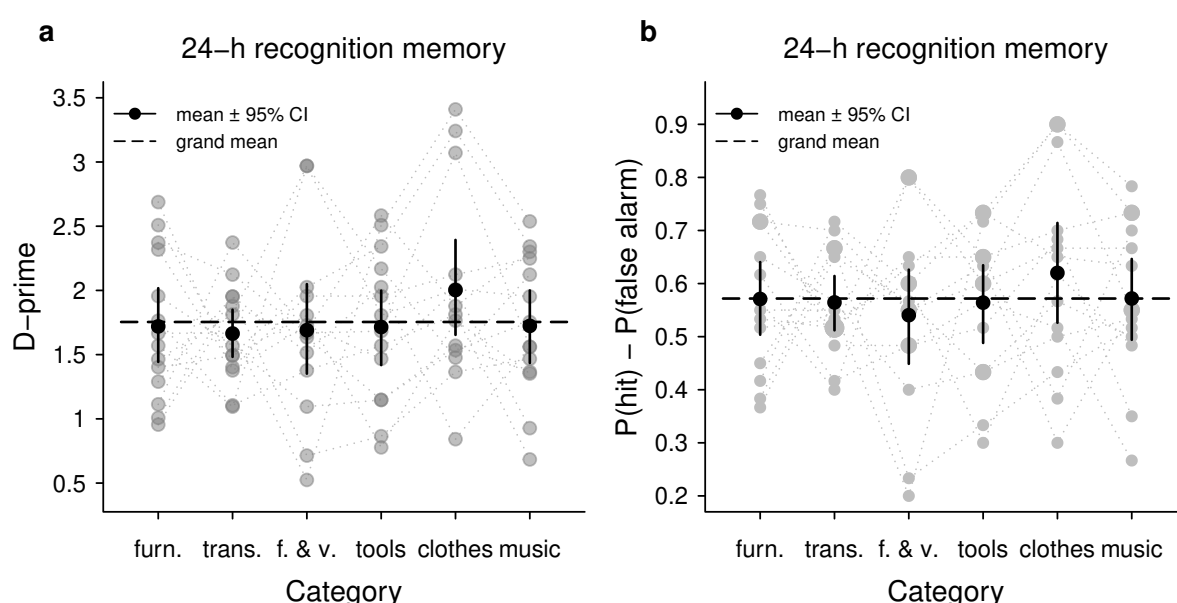 a
24−h recognition memory
mean ± 95% CI
grand mean
D−prime
3.5
3
2.5
2
1.5
1
0.5
furn. trans. f. & v. tools clothes music
Category
b
24−h recognition memory
mean ± 95% CI
grand mean
P(hit) − P(false alarm)
0.9
0.8
0.7
0.6
0.5
0.4
0.3
0.2
furn. trans. f. & v. tools clothes music
Category